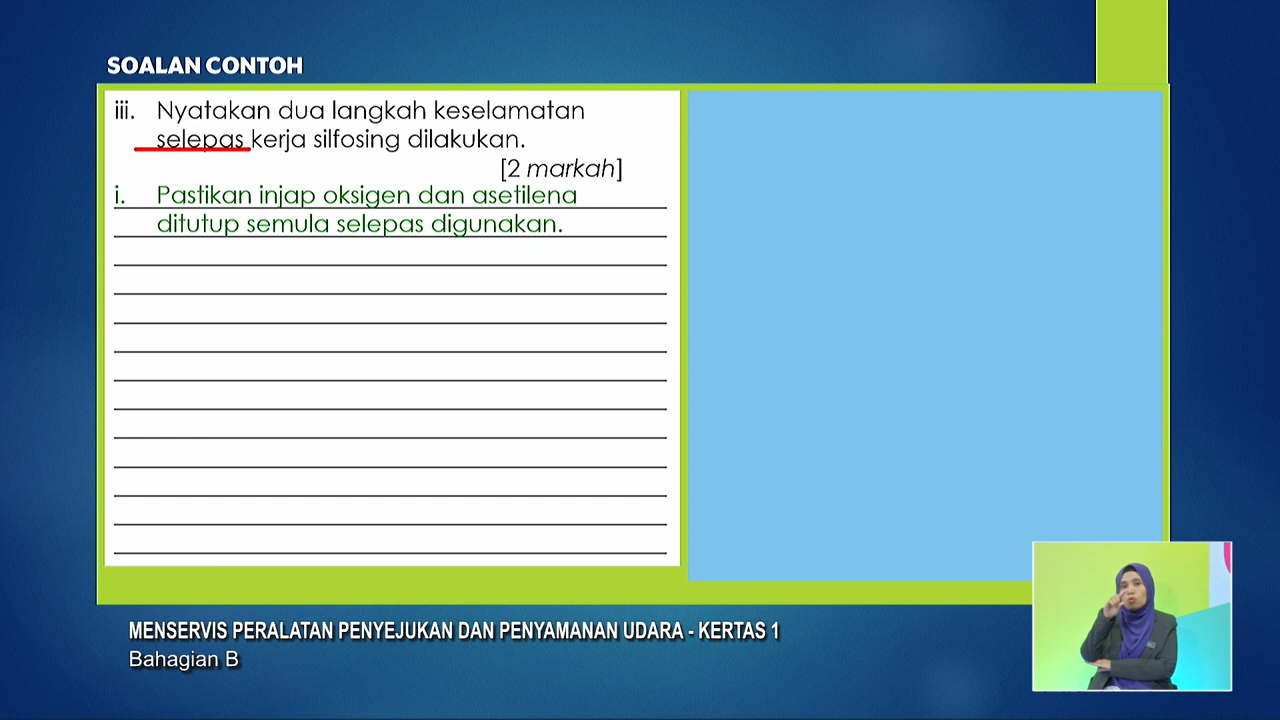 SOALAN CONTOH
iii. Nyatakan dua langkah keselamatan
selepas kerja silfosing dilakukan.
[2 markah]
i. Pastikan injap oksigen dan asetilena
ditutup semula selepas digunakan.
MENSERVIS PERALATAN PENYEJUKAN DAN PENYAMANAN UDARA - KERTAS 1
Bahagian B